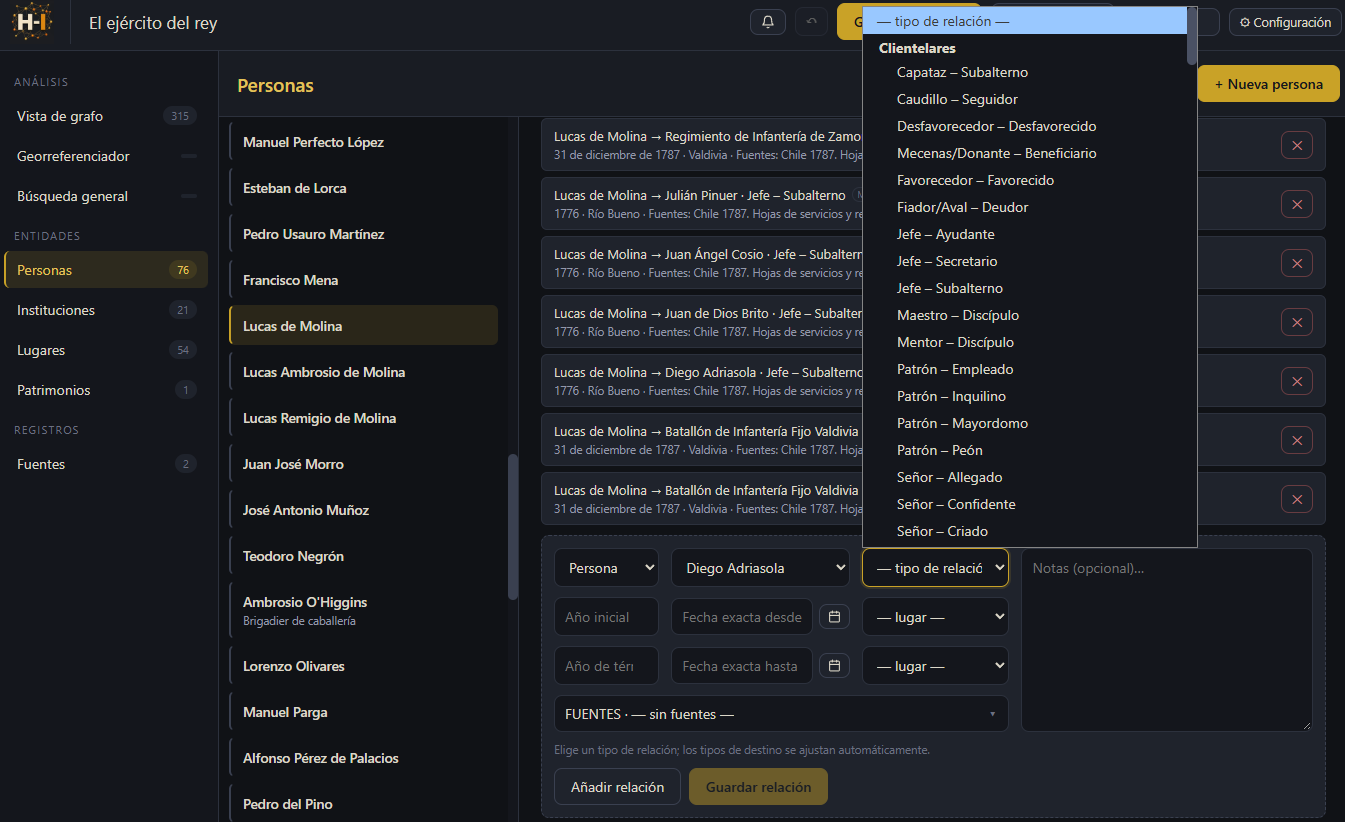 H-I
El ejército del rey
G
⚙ Configuración
ANÁLISIS
Vista de grafo 315
Georreferenciador
Búsqueda general
ENTIDADES
Personas 76
Instituciones 21
Lugares 54
Patrimonios 1
REGISTROS
Fuentes 2
Personas
+ Nueva persona
Manuel Perfecto López
Esteban de Lorca
Pedro Usauro Martínez
Francisco Mena
Lucas de Molina
Lucas Ambrosio de Molina
Lucas Remigio de Molina
Juan José Morro
José Antonio Muñoz
Teodoro Negrón
Ambrosio O'Higgins
Brigadier de caballería
Lorenzo Olivares
Manuel Parga
Alfonso Pérez de Palacios
Pedro del Pino
Lucas de Molina → Regimiento de Infantería de Zamo
31 de diciembre de 1787 · Valdivia · Fuentes: Chile 1787. Hoja
Lucas de Molina → Julián Pinuer · Jefe – Subalterno
1776 · Río Bueno · Fuentes: Chile 1787. Hojas de servicios y re
Lucas de Molina → Juan Ángel Cosio · Jefe – Subaltern
1776 · Río Bueno · Fuentes: Chile 1787. Hojas de servicios y re
Lucas de Molina → Juan de Dios Brito · Jefe – Subalter
1776 · Río Bueno · Fuentes: Chile 1787. Hojas de servicios y re
Lucas de Molina → Diego Adriasola · Jefe – Subalterno
1776 · Río Bueno · Fuentes: Chile 1787. Hojas de servicios y re
Lucas de Molina → Batallón de Infantería Fijo Valdivia
31 de diciembre de 1787 · Valdivia · Fuentes: Chile 1787. Hoja
Lucas de Molina → Batallón de Infantería Fijo Valdivia
31 de diciembre de 1787 · Valdivia · Fuentes: Chile 1787. Hoja
— tipo de relación —
Clientelares
Capataz – Subalterno
Caudillo – Seguidor
Desfavorecedor – Desfavorecido
Mecenas/Donante – Beneficiario
Favorecedor – Favorecido
Fiador/Aval – Deudor
Jefe – Ayudante
Jefe – Secretario
Jefe – Subalterno
Maestro – Discípulo
Mentor – Discípulo
Patrón – Empleado
Patrón – Inquilino
Patrón – Mayordomo
Patrón – Peón
Señor – Allegado
Señor – Confidente
Señor – Criado
Persona Diego Adriasola — tipo de relació Notas (opcional)…
Año inicial Fecha exacta desde — lugar —
Año de térı Fecha exacta hasta — lugar —
FUENTES · — sin fuentes —
Elige un tipo de relación; los tipos de destino se ajustan automáticamente.
Añadir relación Guardar relación